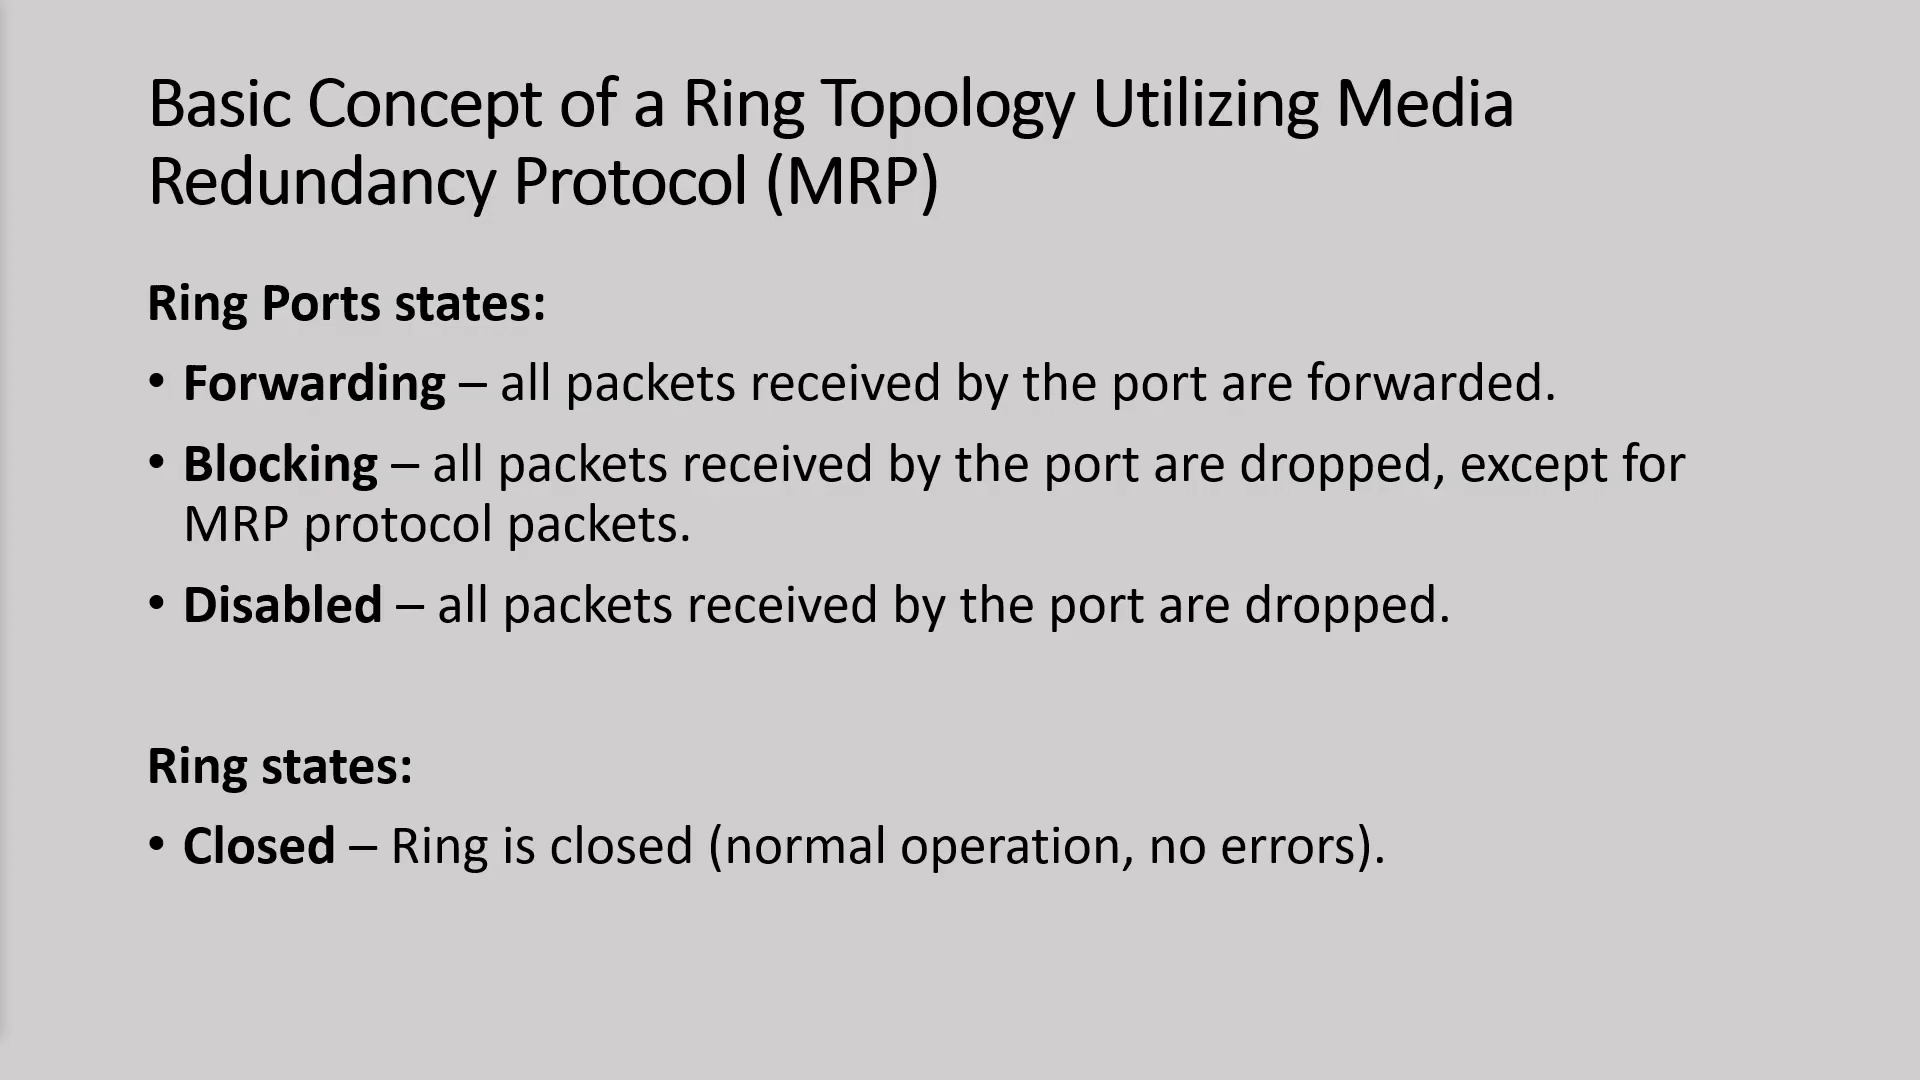 Basic Concept of a Ring Topology Utilizing Media
Redundancy Protocol (MRP)
Ring Ports states:
• Forwarding – all packets received by the port are forwarded.
• Blocking – all packets received by the port are dropped, except for
MRP protocol packets.
• Disabled – all packets received by the port are dropped.
Ring states:
• Closed – Ring is closed (normal operation, no errors).